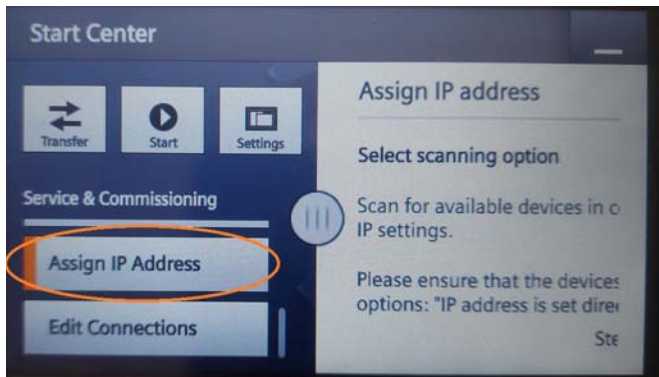 Start Center
Transfer
Start
Settings
Service & Commissioning
Assign IP Address
Edit Connections
Assign IP address
Select scanning option
Scan for available devices in
IP settings.
Please ensure that the devices
options: "IP address is set